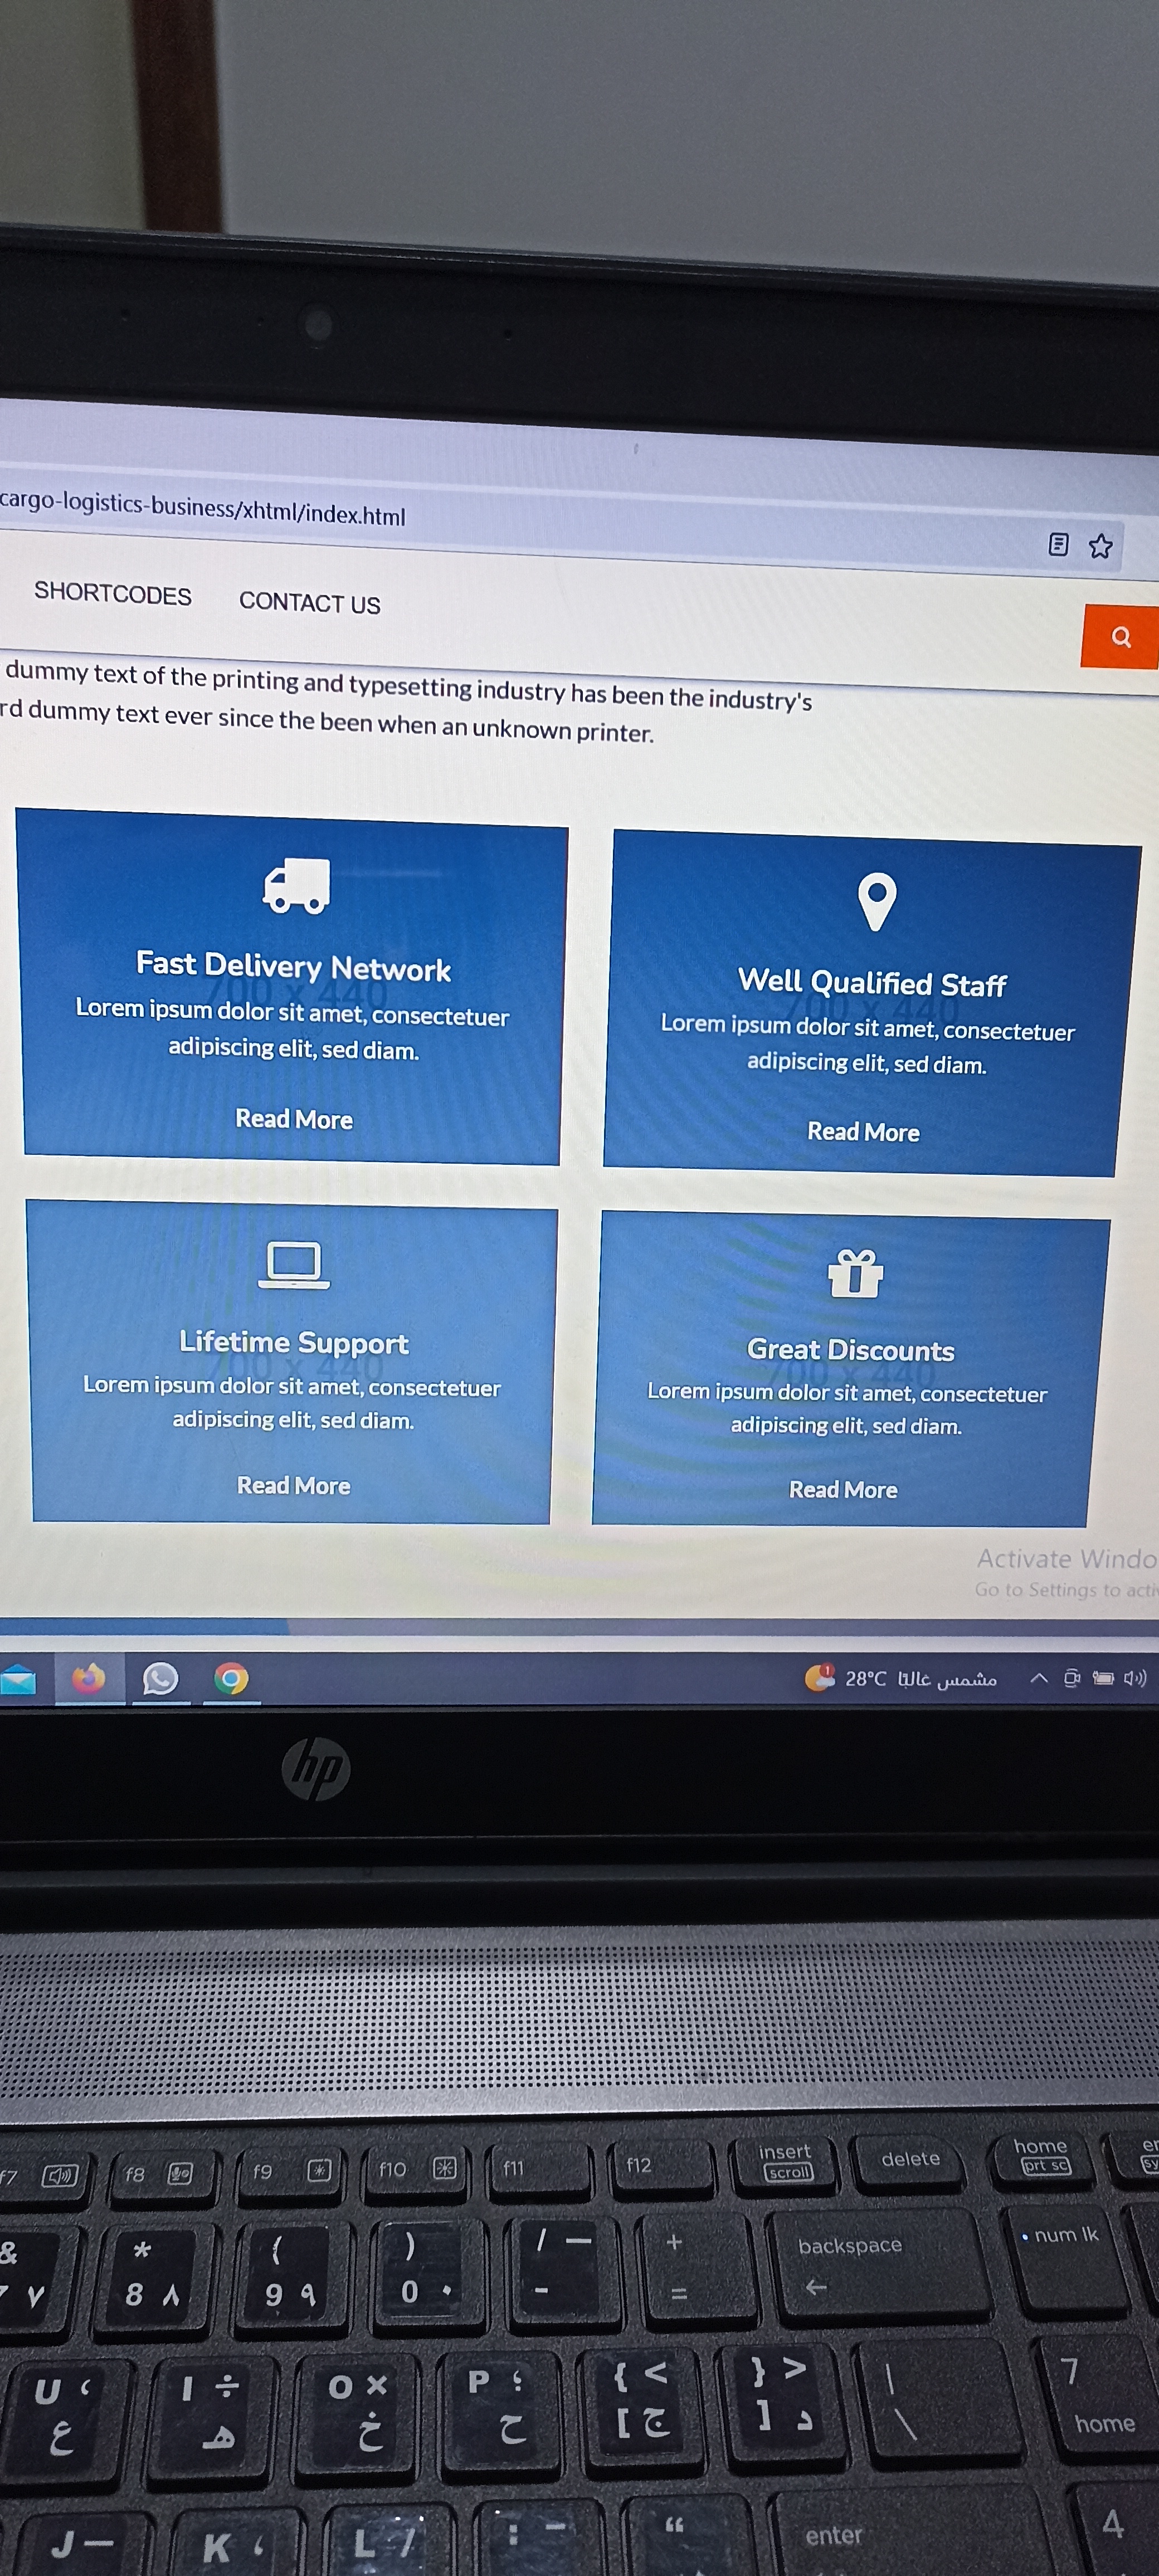 cargo-logistics-business/xhtml/index.html
SHORTCODES CONTACT US
dummy text of the printing and typesetting industry has been the industry's
rd dummy text ever since the been when an unknown printer.
Fast Delivery Network
700 x 440
Lorem ipsum dolor sit amet, consectetuer
adipiscing elit, sed diam.
Read More
Well Qualified Staff
700 x 440
Lorem ipsum dolor sit amet, consectetuer
adipiscing elit, sed diam.
Read More
Lifetime Support
700 x 440
Lorem ipsum dolor sit amet, consectetuer
adipiscing elit, sed diam.
Read More
Great Discounts
700 x 440
Lorem ipsum dolor sit amet, consectetuer
adipiscing elit, sed diam.
Read More
Activate Windo
Go to Settings to activ
1 28°C مشمس غالبًا
hp
f7 f8 f9 f10 f11 f12 insert scroll delete home prt sc
& 7 ٧ * 8 ٨ ( 9 ٩ ) 0 ٠ / — - + = backspace ← num lk
U ‘ ع I ÷ ه O × خ P ؛ ح { < [ ج } > ] د | \ 7 home
J — K ، L / : - “ enter 4